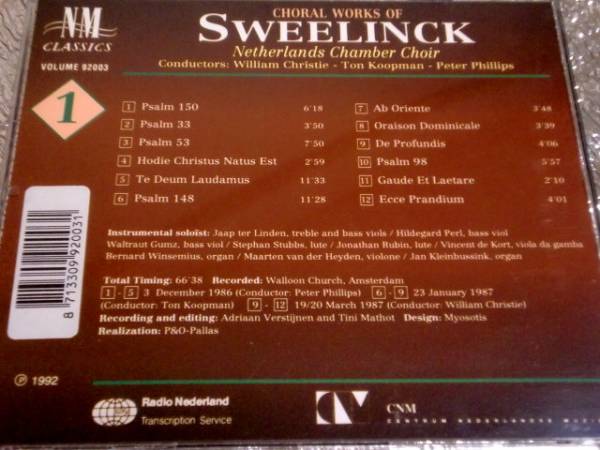 NM
CLASSICS
VOLUME 92003
CHORAL WORKS OF
SWEELINCK
Netherlands Chamber Choir
Conductors: William Christie - Ton Koopman - Peter Phillips
1
1 Psalm 150 6'18
2 Psalm 33 3'50
3 Psalm 53 7'50
4 Hodie Christus Natus Est 2'59
5 Te Deum Laudamus 11'33
6 Psalm 148 11'28
7 Ab Oriente 3'48
8 Oraison Dominicale 3'39
9 De Profundis 4'06
10 Psalm 98 5'57
11 Gaude Et Laetare 2'10
12 Ecce Prandium 4'01
Instrumental soloist: Jaap ter Linden, treble and bass viols / Hildegard Perl, bass viol
Waltraut Gumz, bass viol / Stephan Stubbs, lute / Jonathan Rubin, lute / Vincent de Kort, viola da gamba
Bernard Winsemius, organ / Maarten van der Heyden, violone / Jan Kleinbussink, organ
Total Timing: 66'38 Recorded: Walloon Church, Amsterdam
1 - 5 3 December 1986 (Conductor: Peter Phillips) 6 - 9 23 January 1987
(Conductor: Ton Koopman) 9 - 12 19/20 March 1987 (Conductor: William Christie)
Recording and editing: Adriaan Verstijnen and Tini Mathot Design: Myosotis
Realization: P&O-Pallas
8 713309 920031
℗ 1992
Radio Nederland
Transcription Service
CNM
CENTRUM NEDERLANDSE MUZIEK